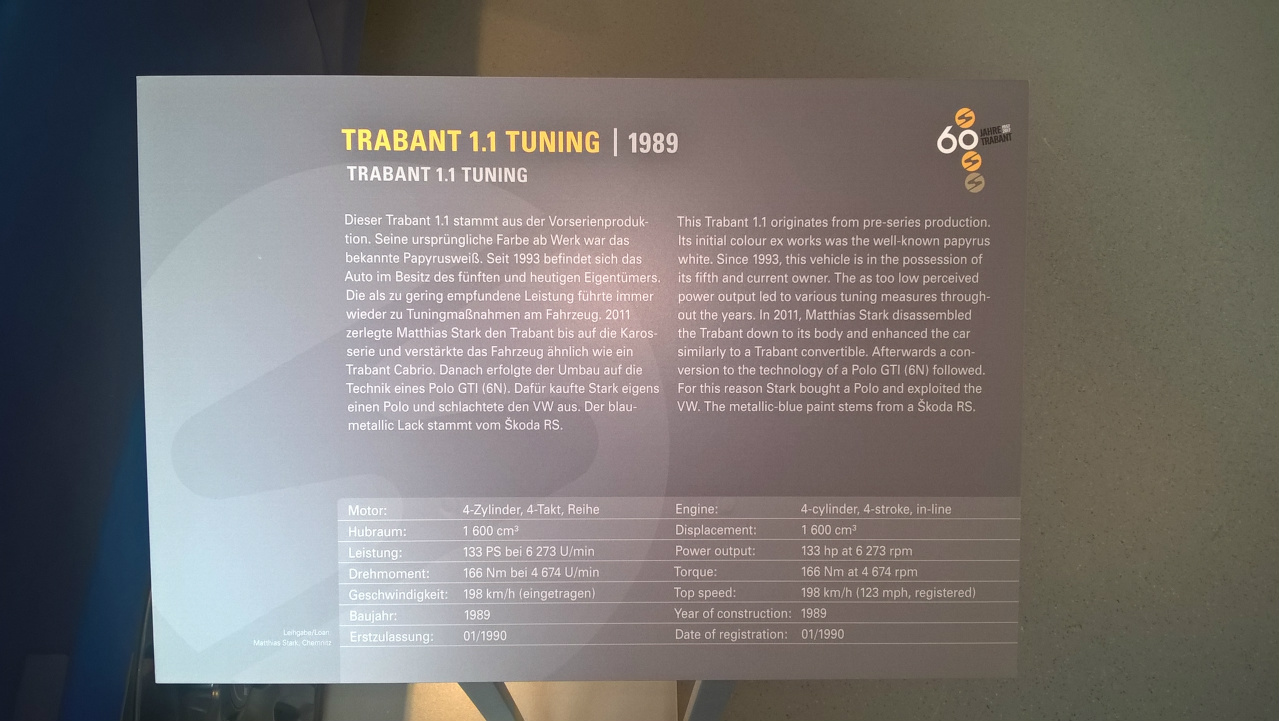 TRABANT 1.1 TUNING | 1989
TRABANT 1.1 TUNING
60 JAHRE TRABANT
Dieser Trabant 1.1 stammt aus der Vorserienproduk-
tion. Seine ursprüngliche Farbe ab Werk war das
bekannte Papyrusweiß. Seit 1993 befindet sich das
Auto im Besitz des fünften und heutigen Eigentümers.
Die als zu gering empfundene Leistung führte immer
wieder zu Tuningmaßnahmen am Fahrzeug. 2011
zerlegte Matthias Stark den Trabant bis auf die Karos-
serie und verstärkte das Fahrzeug ähnlich wie ein
Trabant Cabrio. Danach erfolgte der Umbau auf die
Technik eines Polo GTI (6N). Dafür kaufte Stark eigens
einen Polo und schlachtete den VW aus. Der blau-
metallic Lack stammt vom Škoda RS.
This Trabant 1.1 originates from pre-series production.
Its initial colour ex works was the well-known papyrus
white. Since 1993, this vehicle is in the possession of
its fifth and current owner. The as too low perceived
power output led to various tuning measures through-
out the years. In 2011, Matthias Stark disassembled
the Trabant down to its body and enhanced the car
similarly to a Trabant convertible. Afterwards a con-
version to the technology of a Polo GTI (6N) followed.
For this reason Stark bought a Polo and exploited the
VW. The metallic-blue paint stems from a Škoda RS.
Motor: 4-Zylinder, 4-Takt, Reihe
Hubraum: 1 600 cm³
Leistung: 133 PS bei 6 273 U/min
Drehmoment: 166 Nm bei 4 674 U/min
Geschwindigkeit: 198 km/h (eingetragen)
Baujahr: 1989
Erstzulassung: 01/1990
Engine: 4-cylinder, 4-stroke, in-line
Displacement: 1 600 cm³
Power output: 133 hp at 6 273 rpm
Torque: 166 Nm at 4 674 rpm
Top speed: 198 km/h (123 mph, registered)
Year of construction: 1989
Date of registration: 01/1990
Leihgabe/Loan:
Matthias Stark, Chemnitz